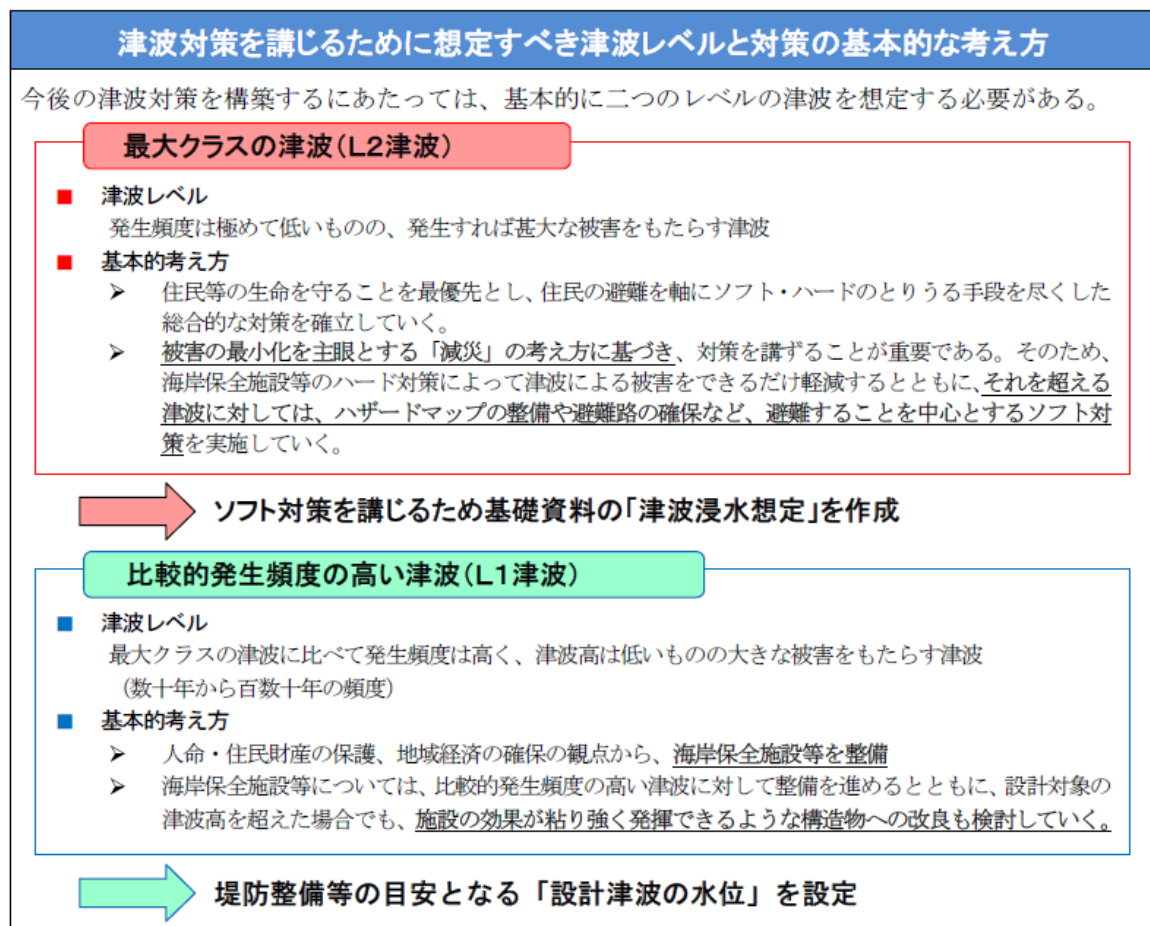 津波対策を講じるために想定すべき津波レベルと対策の基本的な考え方
今後の津波対策を構築するにあたっては、基本的に二つのレベルの津波を想定する必要がある。
最大クラスの津波(L2津波)
■ 津波レベル
発生頻度は極めて低いものの、発生すれば甚大な被害をもたらす津波
■ 基本的考え方
➢ 住民等の生命を守ることを最優先とし、住民の避難を軸にソフト・ハードのとりうる手段を尽くした
総合的な対策を確立していく。
➢ 被害の最小化を主眼とする「減災」の考え方に基づき、対策を講ずることが重要である。そのため、
海岸保全施設等のハード対策によって津波による被害をできるだけ軽減するとともに、それを超える
津波に対しては、ハザードマップの整備や避難路の確保など、避難することを中心とするソフト対
策を実施していく。
ソフト対策を講じるため基礎資料の「津波浸水想定」を作成
比較的発生頻度の高い津波(L1津波)
■ 津波レベル
最大クラスの津波に比べて発生頻度は高く、津波高は低いものの大きな被害をもたらす津波
(数十年から百数十年の頻度)
■ 基本的考え方
➢ 人命・住民財産の保護、地域経済の確保の観点から、海岸保全施設等を整備
➢ 海岸保全施設等については、比較的発生頻度の高い津波に対して整備を進めるとともに、設計対象の
津波高を超えた場合でも、施設の効果が粘り強く発揮できるような構造物への改良も検討していく。
堤防整備等の目安となる「設計津波の水位」を設定